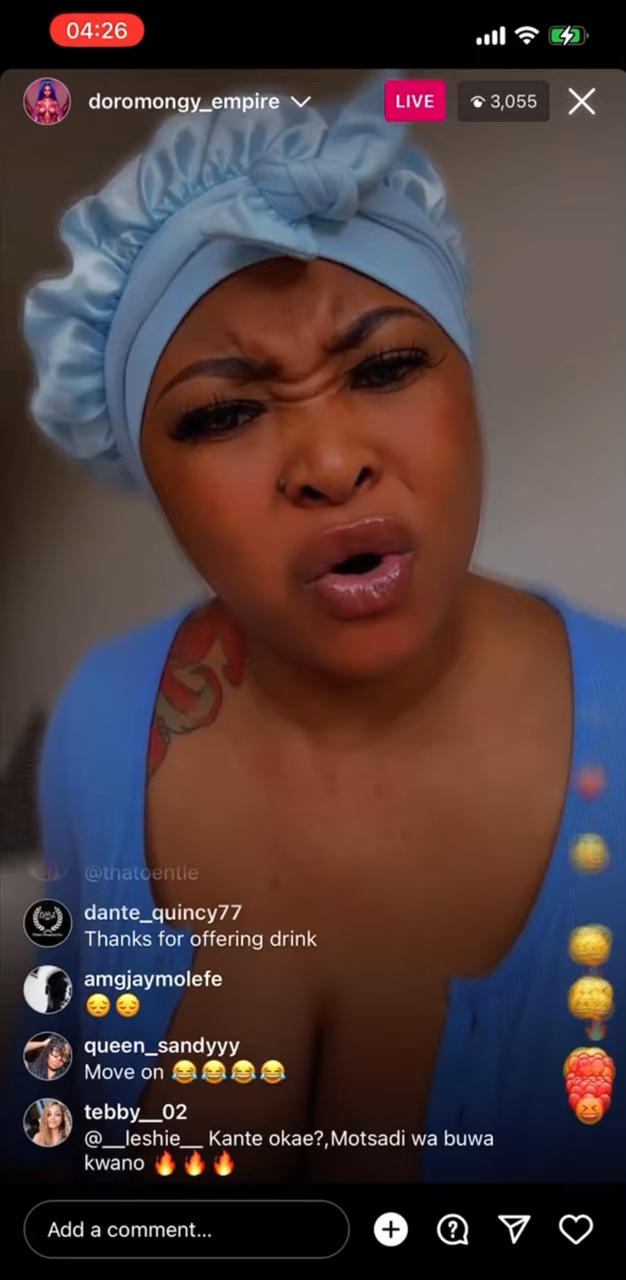 04:26
doromongy_empire
LIVE
3,055
@thatoentle
dante_quincy77
Thanks for offering drink
amgjaymolefe
😔😔
queen_sandyyy
Move on 😂😂😂😂
tebby__02
@__leshie__ Kante okae?,Motsadi wa buwa
kwano 🔥🔥🔥
Add a comment...